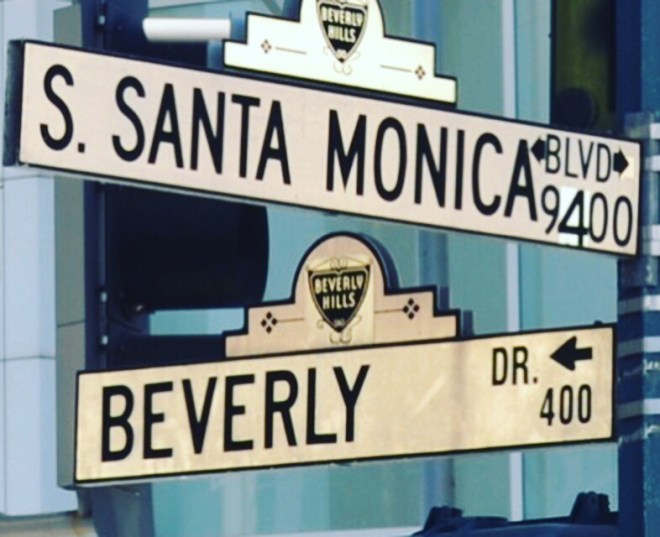 BEVERLY
HILLS
S. SANTA MONICA BLVD
9400
BEVERLY
HILLS
BEVERLY DR.
400